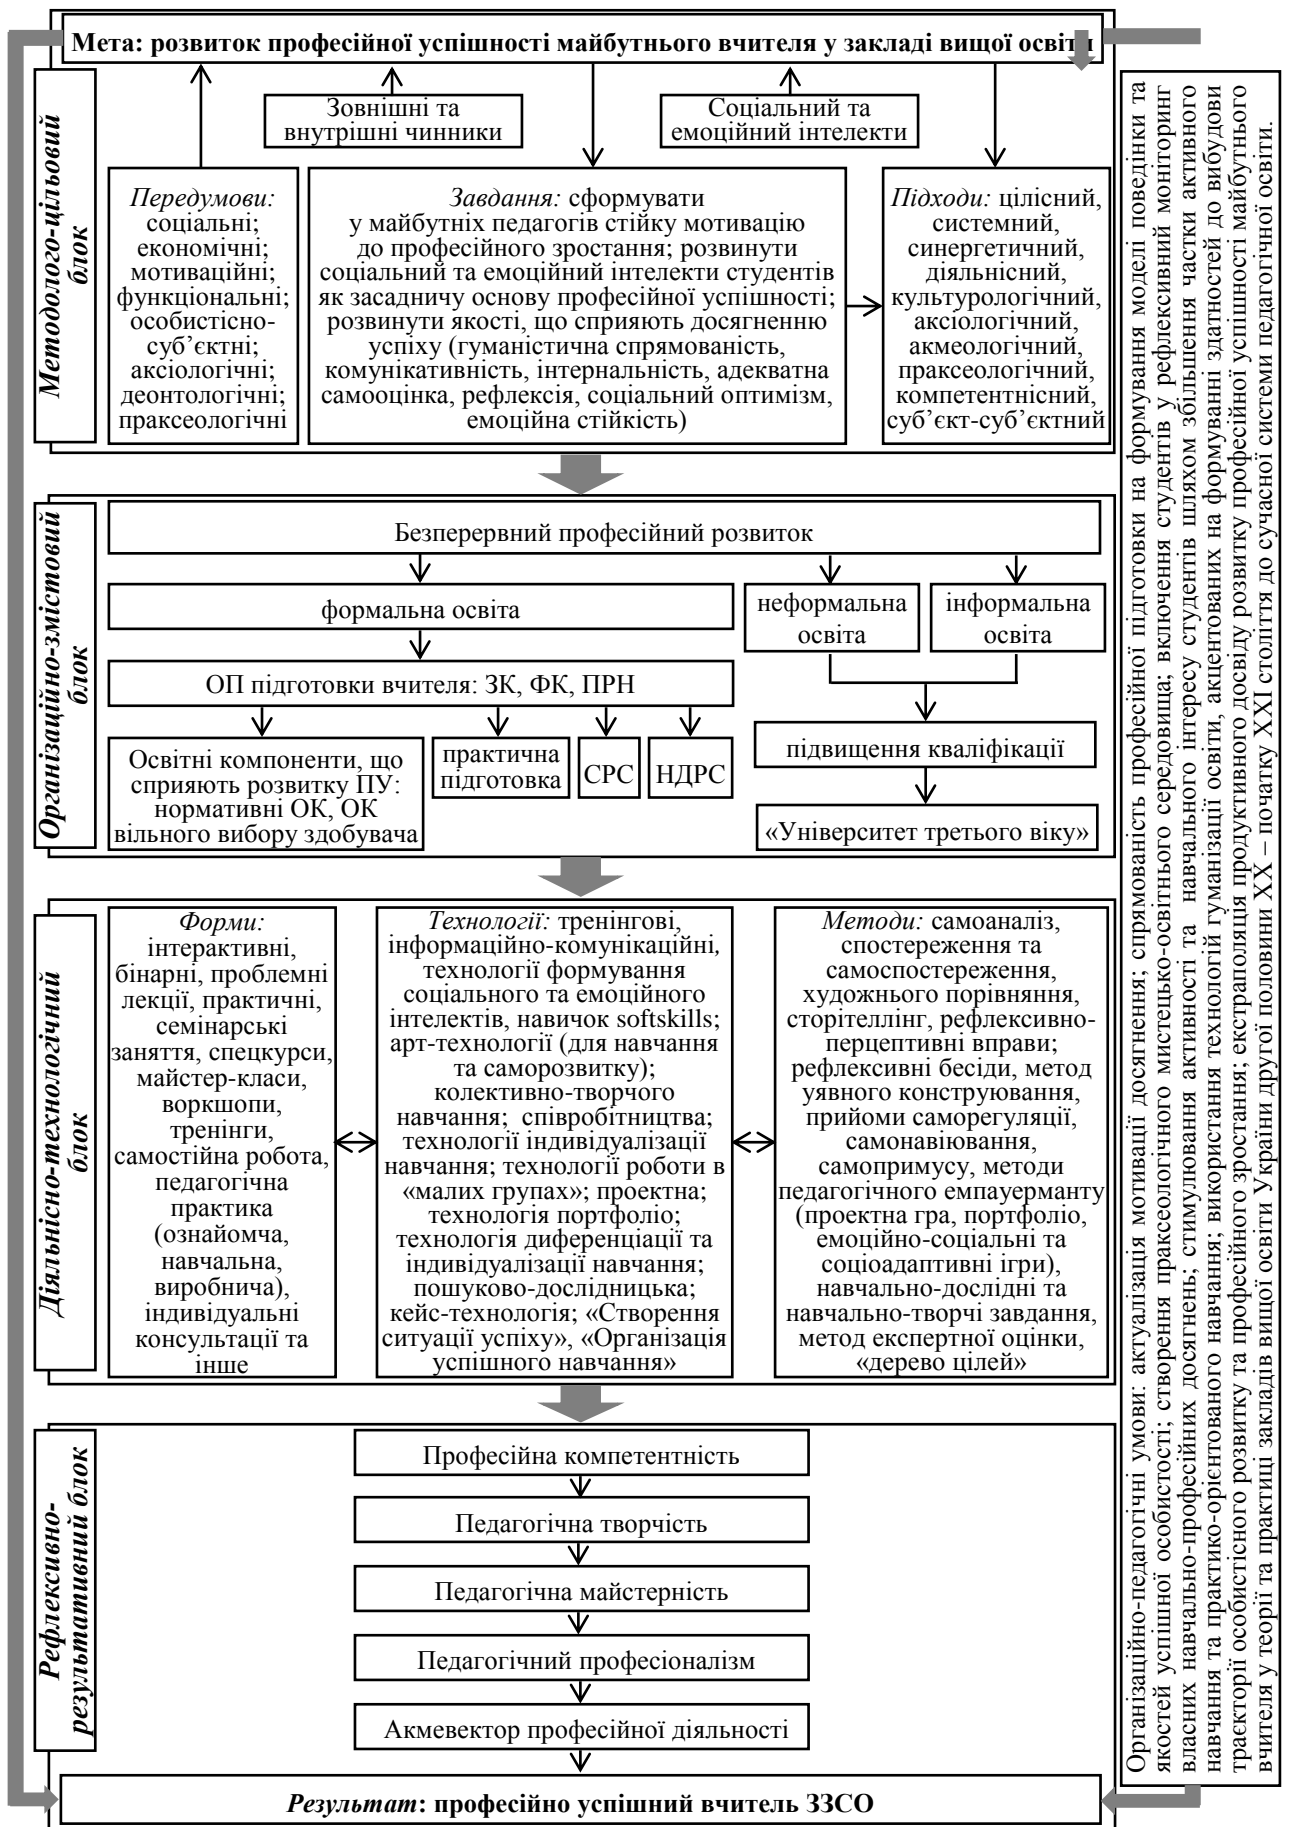 Мета: розвиток професійної успішності майбутнього вчителя у закладі вищої освіти
Методолого-цільовий
блок
Зовнішні та
внутрішні чинники
Соціальний та
емоційний інтелекти
Передумови:
соціальні;
економічні;
мотиваційні;
функціональні;
особистісно-
суб’єктні;
аксіологічні;
деонтологічні;
праксеологічні
Завдання: сформувати
у майбутніх педагогів стійку мотивацію
до професійного зростання; розвинути
соціальний та емоційний інтелекти студентів
як засадничу основу професійної успішності;
розвинути якості, що сприяють досягненню
успіху (гуманістична спрямованість,
комунікативність, інтернальність, адекватна
самооцінка, рефлексія, соціальний оптимізм,
емоційна стійкість)
Підходи: цілісний,
системний,
синергетичний,
діяльнісний,
культурологічний,
аксіологічний,
акмеологічний,
праксеологічний,
компетентнісний,
суб’єкт-суб’єктний
Організаційно-змістовий
блок
Безперервний професійний розвиток
формальна освіта
неформальна
освіта
інформальна
освіта
ОП підготовки вчителя: ЗК, ФК, ПРН
Освітні компоненти, що
сприяють розвитку ПУ:
нормативні ОК, ОК
вільного вибору здобувача
практична
підготовка
СРС
НДРС
підвищення кваліфікації
«Університет третього віку»
Діяльнісно-технологічний
блок
Форми:
інтерактивні,
бінарні, проблемні
лекції, практичні,
семінарські
заняття, спецкурси,
майстер-класи,
воркшопи,
тренінги,
самостійна робота,
педагогічна
практика
(ознайомча,
навчальна,
виробнича),
індивідуальні
консультації та
інше
Технології: тренінгові,
інформаційно-комунікаційні,
технології формування
соціального та емоційного
інтелектів, навичок softskills;
арт-технології (для навчання
та саморозвитку);
колективно-творчого
навчання; співробітництва;
технології індивідуалізації
навчання; технології роботи в
«малих групах»; проектна;
технологія портфоліо;
технологія диференціації та
індивідуалізації навчання;
пошуково-дослідницька;
кейс-технологія; «Створення
ситуації успіху», «Організація
успішного навчання»
Методи: самоаналіз,
спостереження та
самоспостереження,
художнього порівняння,
сторітеллінг, рефлексивно-
перцептивні вправи;
рефлексивні бесіди, метод
уявного конструювання,
прийоми саморегуляції,
самонавіювання,
самопримусу, методи
педагогічного емпауерманту
(проектна гра, портфоліо,
емоційно-соціальні та
соціоадаптивні ігри),
навчально-дослідні та
навчально-творчі завдання,
метод експертної оцінки,
«дерево цілей»
Рефлексивно-
результативний блок
Професійна компетентність
Педагогічна творчість
Педагогічна майстерність
Педагогічний професіоналізм
Акмевектор професійної діяльності
Результат: професійно успішний вчитель ЗЗСО
Організаційно-педагогічні умови: актуалізація мотивації досягнення; спрямованість професійної підготовки на формування моделі поведінки та
якостей успішної особистості; створення праксеологічного мистецько-освітнього середовища; включення студентів у рефлексивний моніторинг
власних навчально-професійних досягнень; стимулювання активності та навчального інтересу студентів шляхом збільшення частки активного
навчання та практико-орієнтованого навчання; використання технологій гуманізації освіти, акцентованих на формуванні здатностей до вибудови
траєкторії особистісного розвитку та професійного зростання; екстраполяція продуктивного досвіду розвитку професійної успішності майбутнього
вчителя у теорії та практиці закладів вищої освіти України другої половини ХХ – початку ХХІ століття до сучасної системи педагогічної освіти.